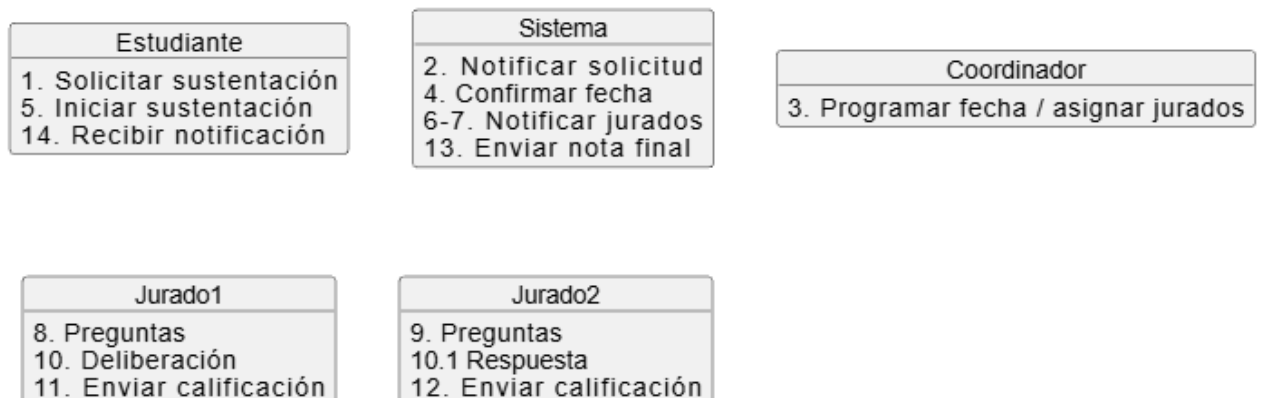 Estudiante
1. Solicitar sustentación
5. Iniciar sustentación
14. Recibir notificación
Sistema
2. Notificar solicitud
4. Confirmar fecha
6-7. Notificar jurados
13. Enviar nota final
Coordinador
3. Programar fecha / asignar jurados
Jurado1
8. Preguntas
10. Deliberación
11. Enviar calificación
Jurado2
9. Preguntas
10.1 Respuesta
12. Enviar calificación